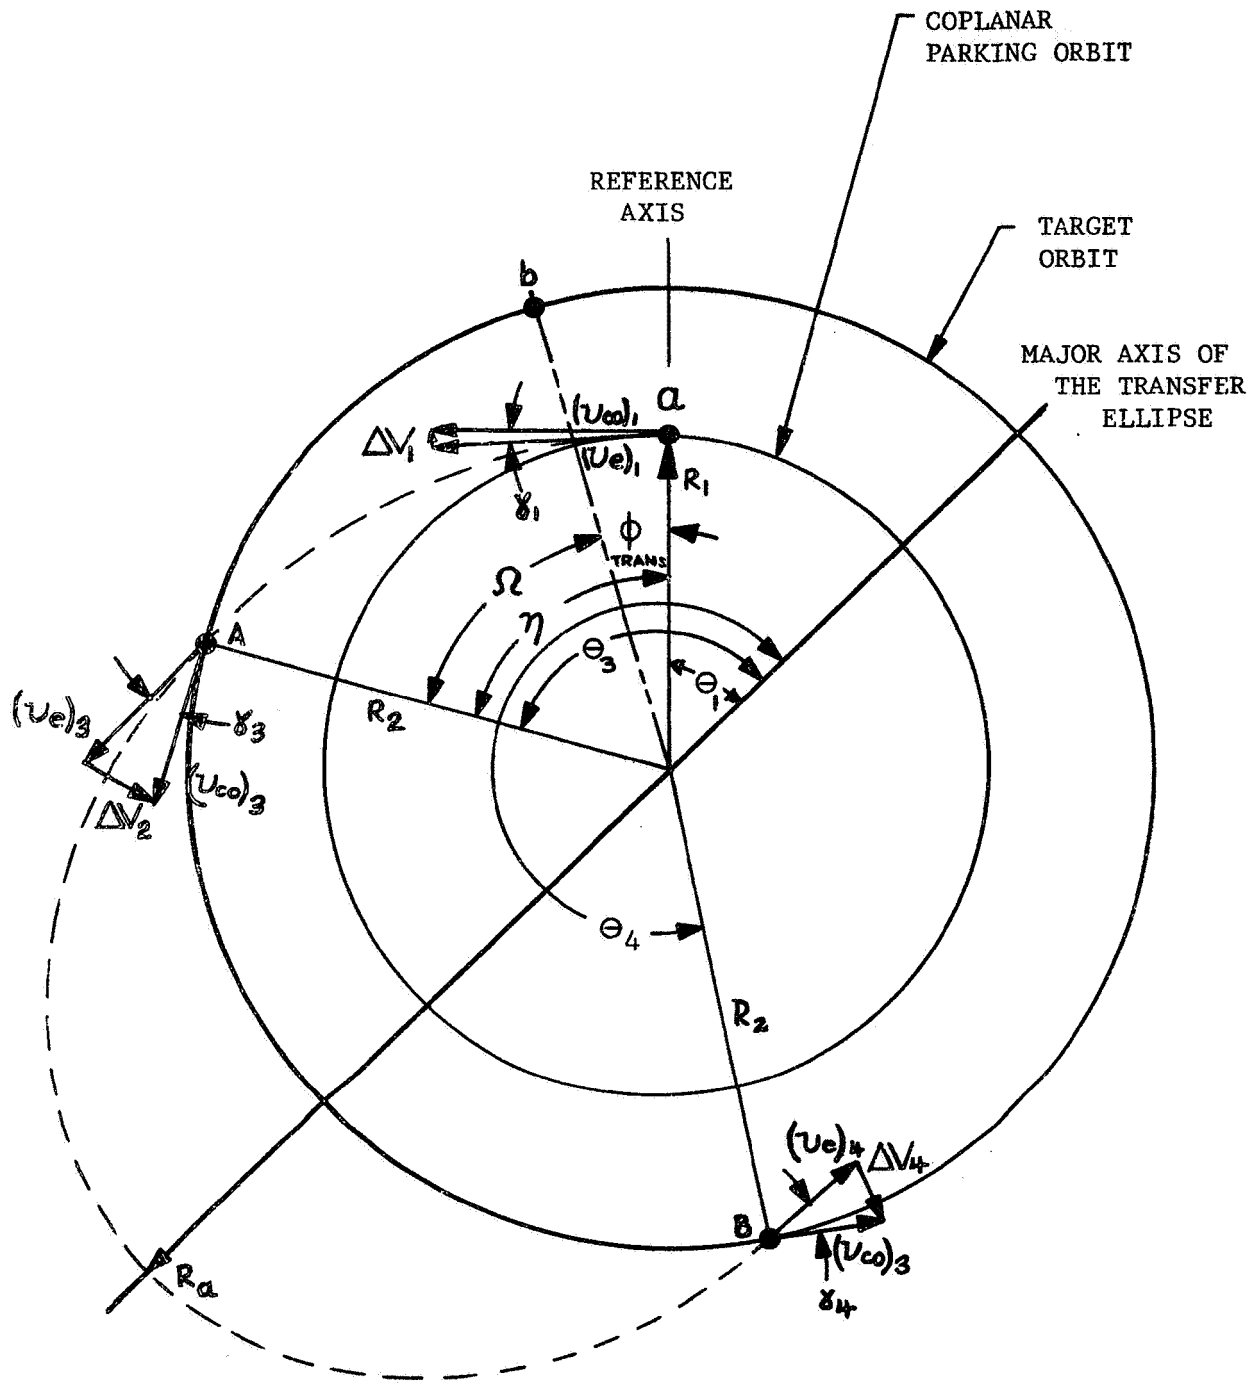 COPLANAR
PARKING ORBIT
REFERENCE
AXIS
TARGET
ORBIT
MAJOR AXIS OF
THE TRANSFER
ELLIPSE
b
a
(υco)₁
ΔV₁
(υe)₁
R₁
γ₁
ϕ
TRANS
Ω
η
A
θ₃
θ₁
R₂
(υe)₃
γ₃
(υco)₃
ΔV₂
θ₄
R₂
(υe)₄
ΔV₄
B
(υco)₃
Ra
γ₄